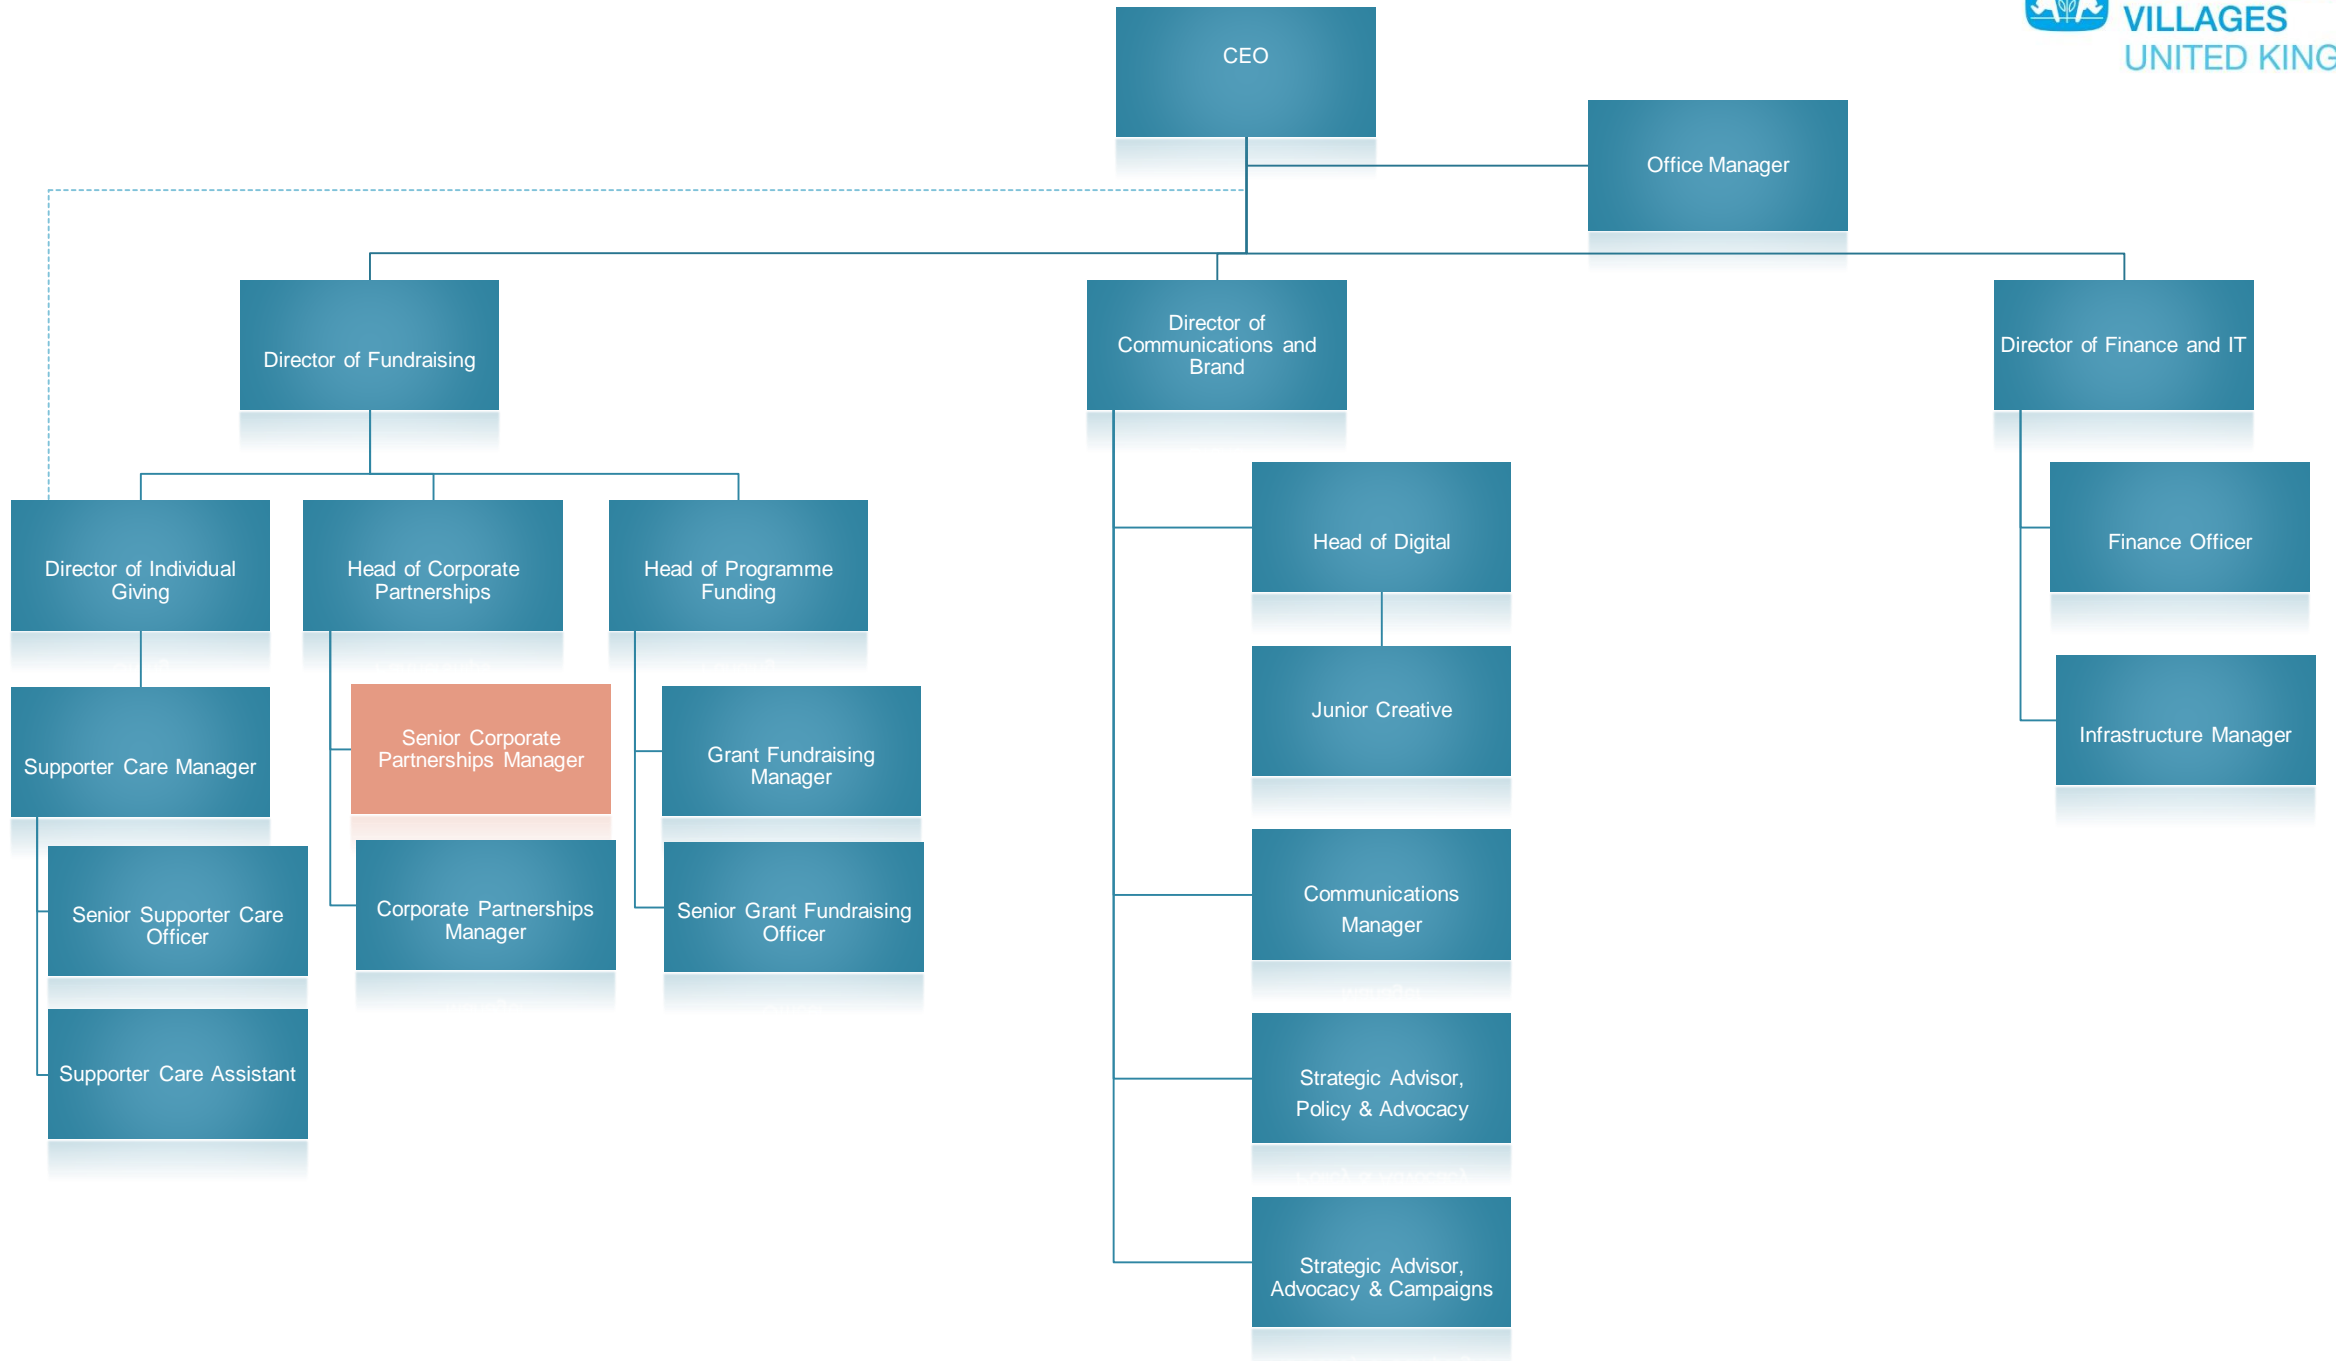 VILLAGES
UNITED KING
CEO
Office Manager
Director of Fundraising
Director of
Communications and
Brand
Director of Finance and IT
Director of Individual
Giving
Head of Corporate
Partnerships
Head of Programme
Funding
Head of Digital
Finance Officer
Supporter Care Manager
Senior Corporate
Partnerships Manager
Grant Fundraising
Manager
Junior Creative
Infrastructure Manager
Senior Supporter Care
Officer
Corporate Partnerships
Manager
Senior Grant Fundraising
Officer
Communications
Manager
Supporter Care Assistant
Strategic Advisor,
Policy & Advocacy
Strategic Advisor,
Advocacy & Campaigns